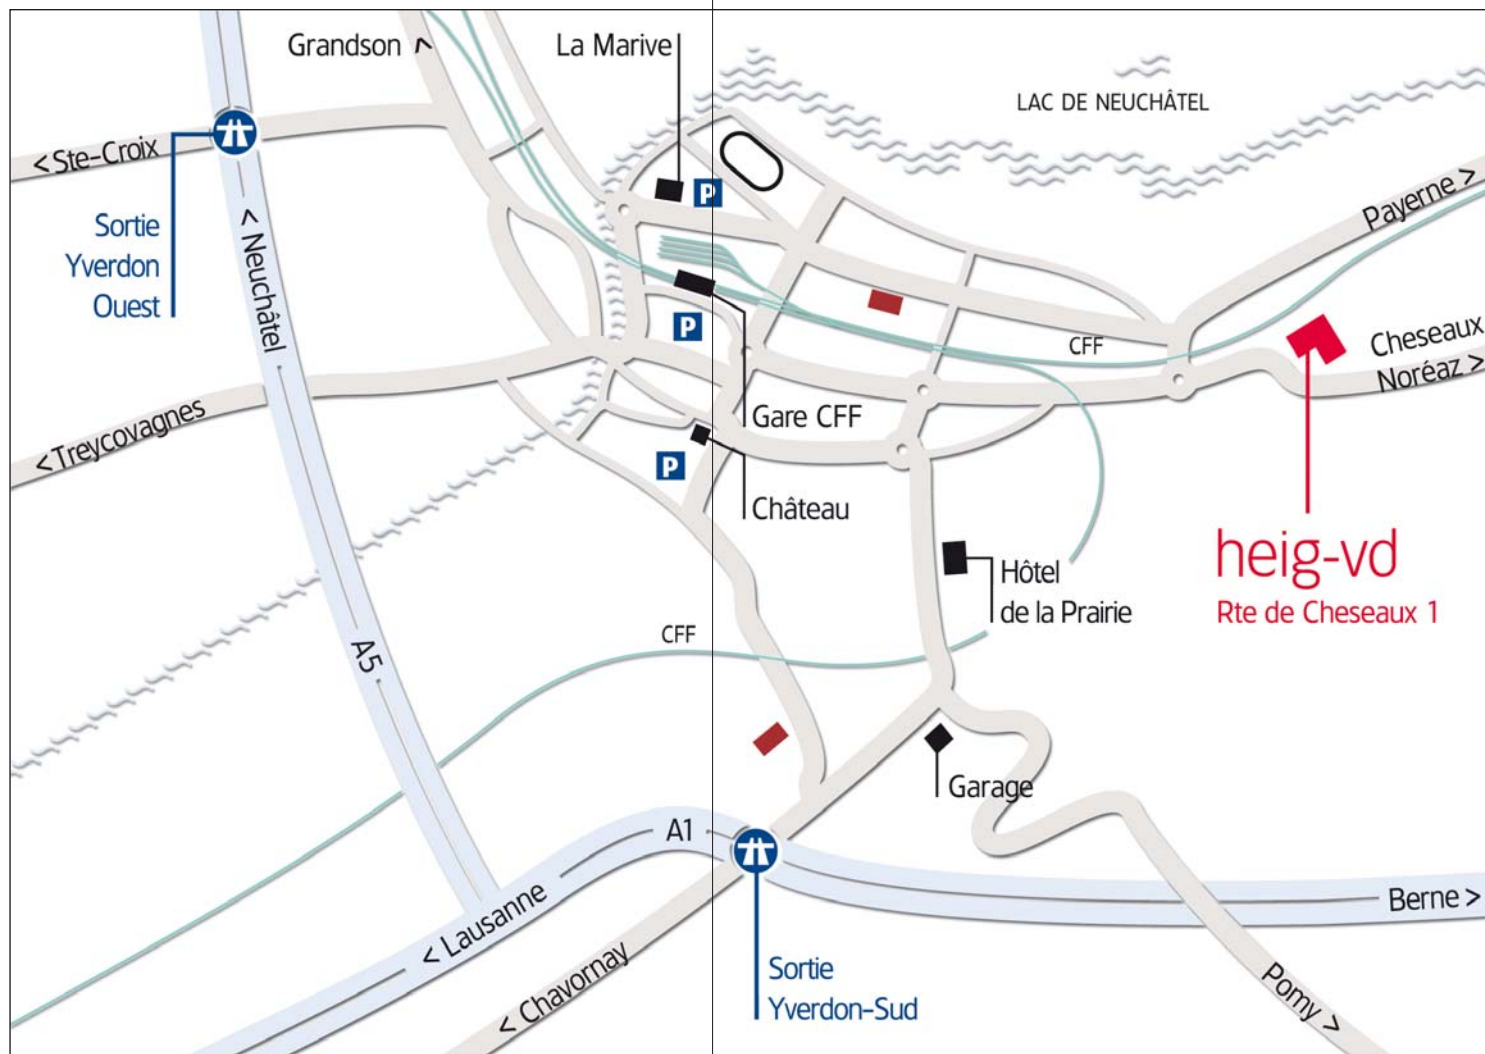 Grandson >
La Marive
LAC DE NEUCHÂTEL
< Ste-Croix
Payerne >
P
Sortie
Yverdon
Ouest
< Neuchâtel
P
CFF
Cheseaux
Noréaz >
< Treycovagnes
Gare CFF
P
Château
heig-vd
Rte de Cheseaux 1
Hôtel
de la Prairie
CFF
A5
Garage
A1
Berne >
< Lausanne
< Chavornay
Sortie
Yverdon-Sud
Pomy >